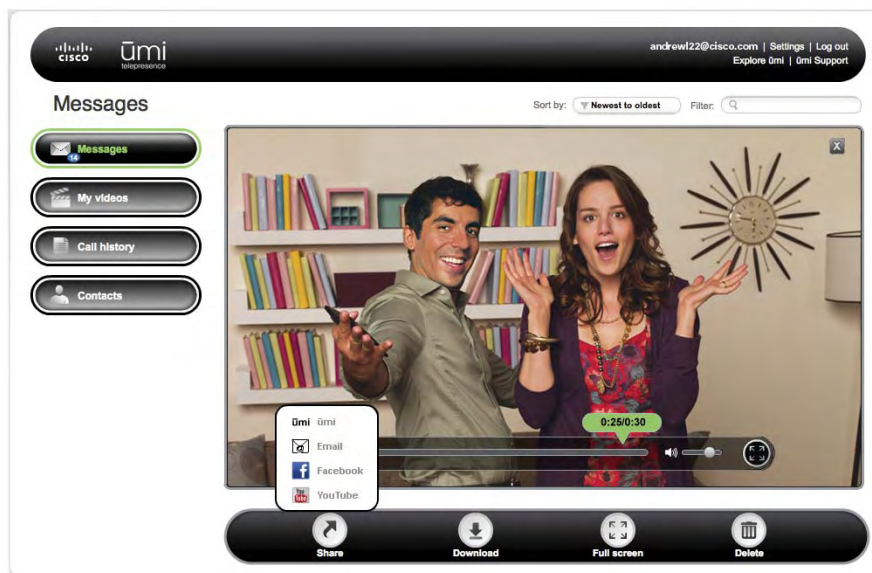 cisco
ūmi
telepresence
andrewl22@cisco.com | Settings | Log out
Explore ūmi | ūmi Support
Messages
Sort by: Newest to oldest Filter:
Messages
14
My videos
Call history
Contacts
X
0:25/0:30
ūmi ūmi
Email
Facebook
You Tube YouTube
Share
Download
Full screen
Delete